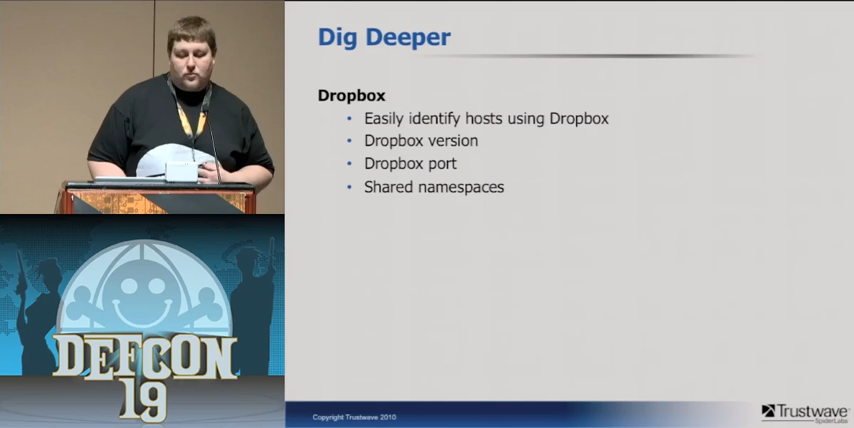 Dig Deeper
Dropbox
• Easily identify hosts using Dropbox
• Dropbox version
• Dropbox port
• Shared namespaces
DEFCON
19
Copyright Trustwave 2010
Trustwave
SpiderLabs